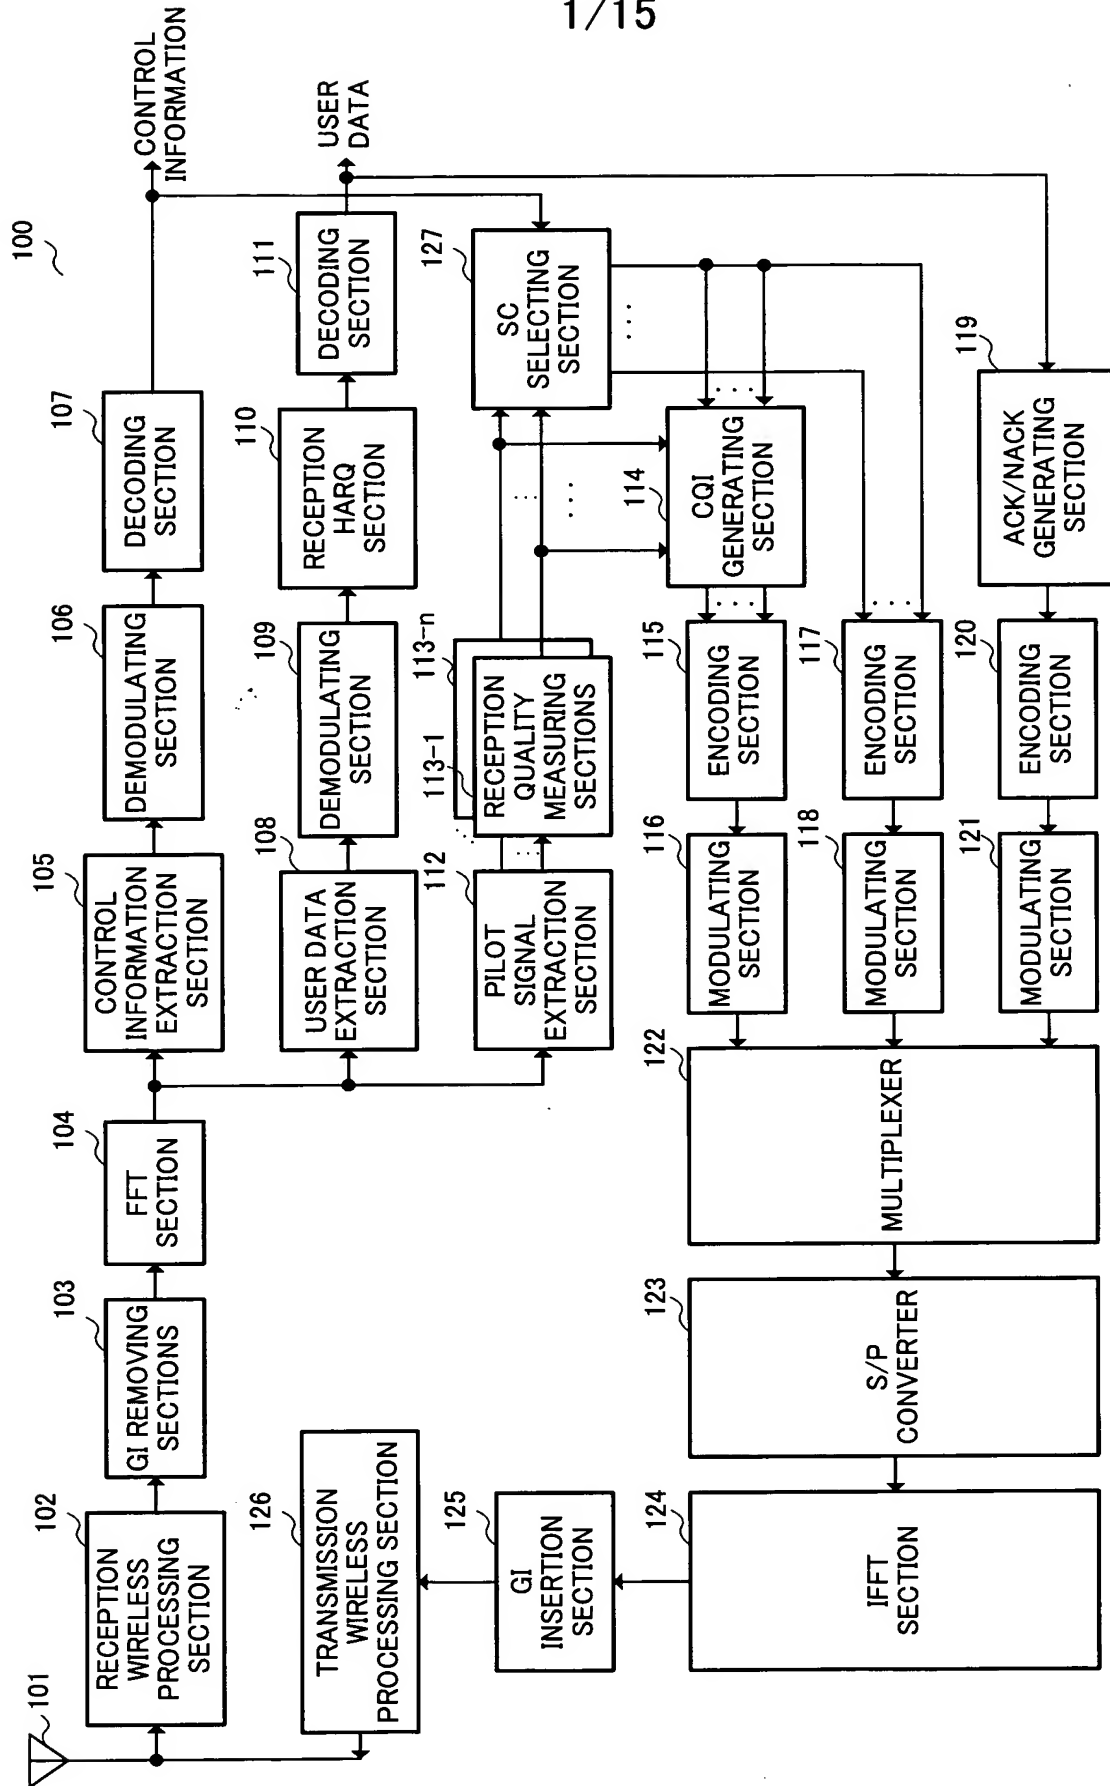 1/15
100
101
102
RECEPTION
WIRELESS
PROCESSING
SECTION
103
GI REMOVING
SECTIONS
104
FFT
SECTION
105
CONTROL
INFORMATION
EXTRACTION
SECTION
106
DEMODULATING
SECTION
107
DECODING
SECTION
CONTROL
INFORMATION
108
USER DATA
EXTRACTION
SECTION
109
DEMODULATING
SECTION
110
RECEPTION
HARQ
SECTION
111
DECODING
SECTION
USER
DATA
112
PILOT
SIGNAL
EXTRACTION
SECTION
113-1
113-n
RECEPTION
QUALITY
MEASURING
SECTIONS
127
SC
SELECTING
SECTION
114
CQI
GENERATING
SECTION
115
ENCODING
SECTION
116
MODULATING
SECTION
117
ENCODING
SECTION
118
MODULATING
SECTION
119
ACK/NACK
GENERATING
SECTION
120
ENCODING
SECTION
121
MODULATING
SECTION
122
MULTIPLEXER
123
S/P
CONVERTER
124
IFFT
SECTION
125
GI
INSERTION
SECTION
126
TRANSMISSION
WIRELESS
PROCESSING SECTION